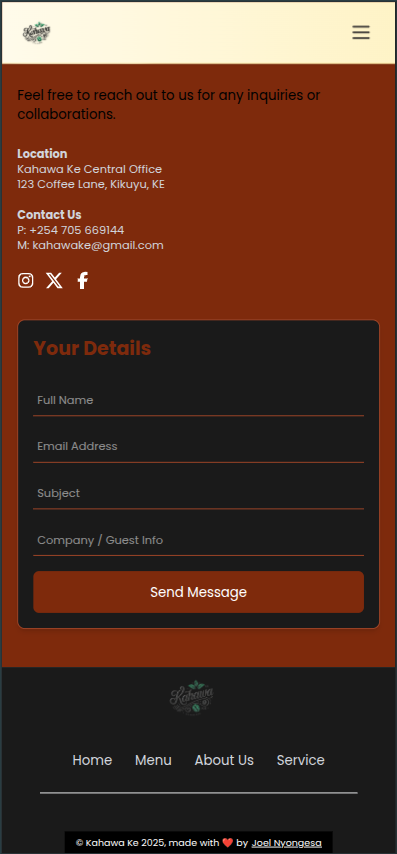 Kahawa
Feel free to reach out to us for any inquiries or
collaborations.
Location
Kahawa Ke Central Office
123 Coffee Lane, Kikuyu, KE
Contact Us
P: +254 705 669144
M: kahawake@gmail.com
Your Details
Full Name
Email Address
Subject
Company / Guest Info
Send Message
Kahawa
Home Menu About Us Service
© Kahawa Ke 2025, made with ❤️ by Joel Nyongesa